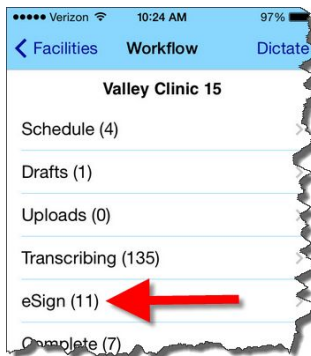 Verizon 10:24 AM 97%
Facilities Workflow Dictate
Valley Clinic 15
Schedule (4)
Drafts (1)
Uploads (0)
Transcribing (135)
eSign (11)
Complete (7)